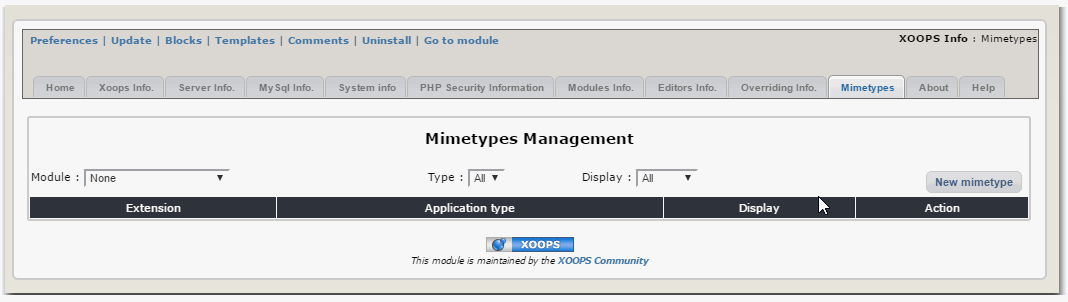 Preferences | Update | Blocks | Templates | Comments | Uninstall | Go to module
XOOPS Info : Mimetypes
Home Xoops Info. Server Info. MySql Info. System info PHP Security Information Modules Info. Editors Info. Overriding Info. Mimetypes About Help
Mimetypes Management
Module : None Type : All Display : All
New mimetype
Extension Application type Display Action
XOOPS
This module is maintained by the XOOPS Community